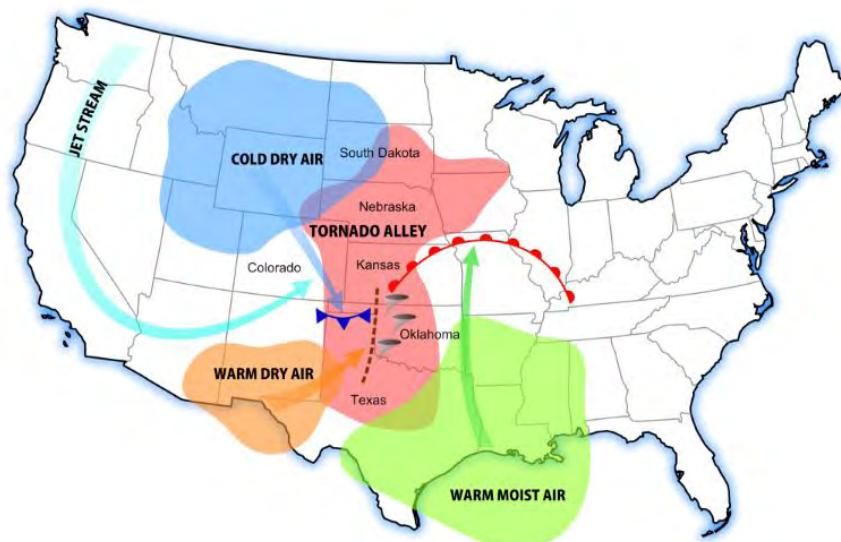 JET STREAM
COLD DRY AIR
South Dakota
Nebraska
TORNADO ALLEY
Colorado
Kansas
Oklahoma
WARM DRY AIR
Texas
WARM MOIST AIR